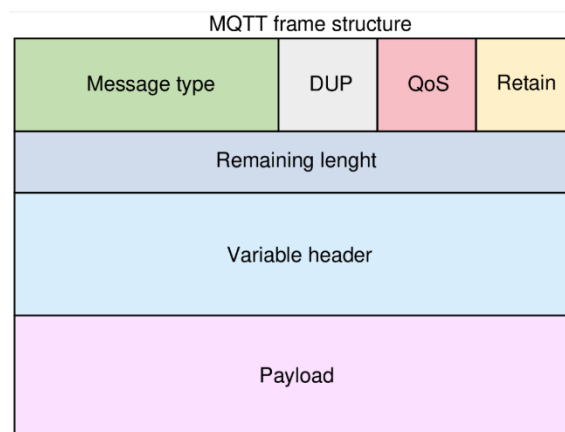 MQTT frame structure
Message type DUP QoS Retain
Remaining lenght
Variable header
Payload